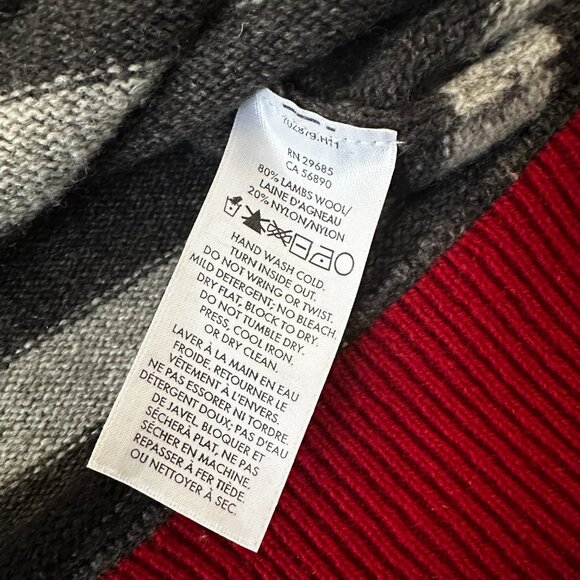 702879.H11
RN 29685
CA 56890
80% LAMBS WOOL/
LAINE D'AGNEAU
20% NYLON/NYLON
HAND WASH COLD.
TURN INSIDE OUT.
DO NOT WRING OR TWIST.
MILD DETERGENT; NO BLEACH.
DRY FLAT, BLOCK TO DRY.
DO NOT TUMBLE DRY.
PRESS, COOL IRON.
OR DRY CLEAN.
LAVER À LA MAIN EN EAU
FROIDE. RETOURNER LE
VÊTEMENT À L'ENVERS.
NE PAS ESSORER NI TORDRE.
DÉTERGENT DOUX; PAS D'EAU
DE JAVEL. BLOQUER ET
SÉCHER À PLAT, NE PAS
SÉCHER EN MACHINE.
REPASSER À FER TIÈDE.
OU NETTOYER À SEC.